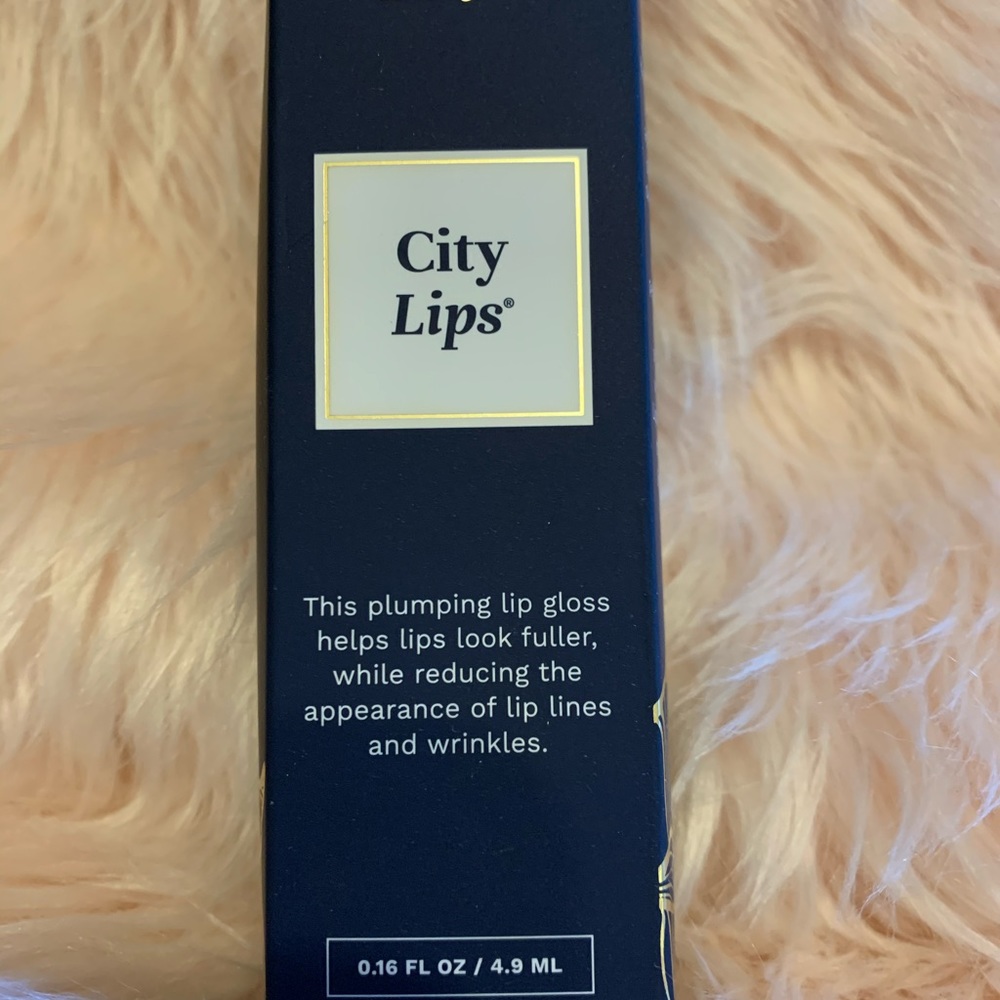 City
Lips®
This plumping lip gloss
helps lips look fuller,
while reducing the
appearance of lip lines
and wrinkles.
0.16 FL OZ / 4.9 ML